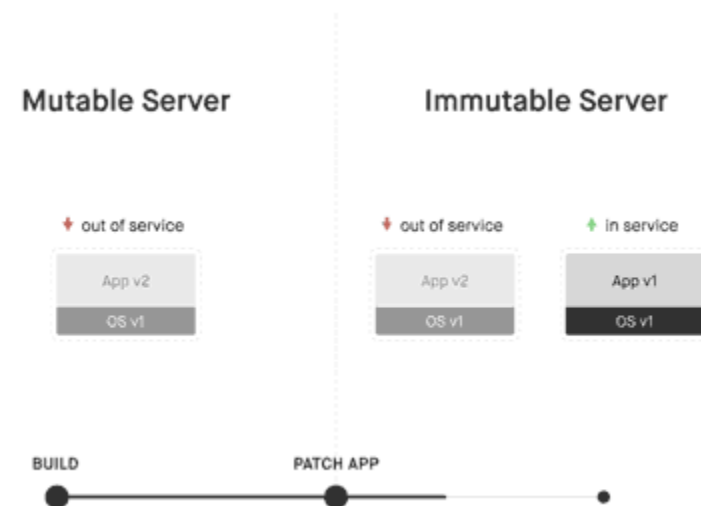 Mutable Server
Immutable Server
out of service
out of service
in service
App v2
OS v1
App v2
OS v1
App v1
OS v1
BUILD
PATCH APP